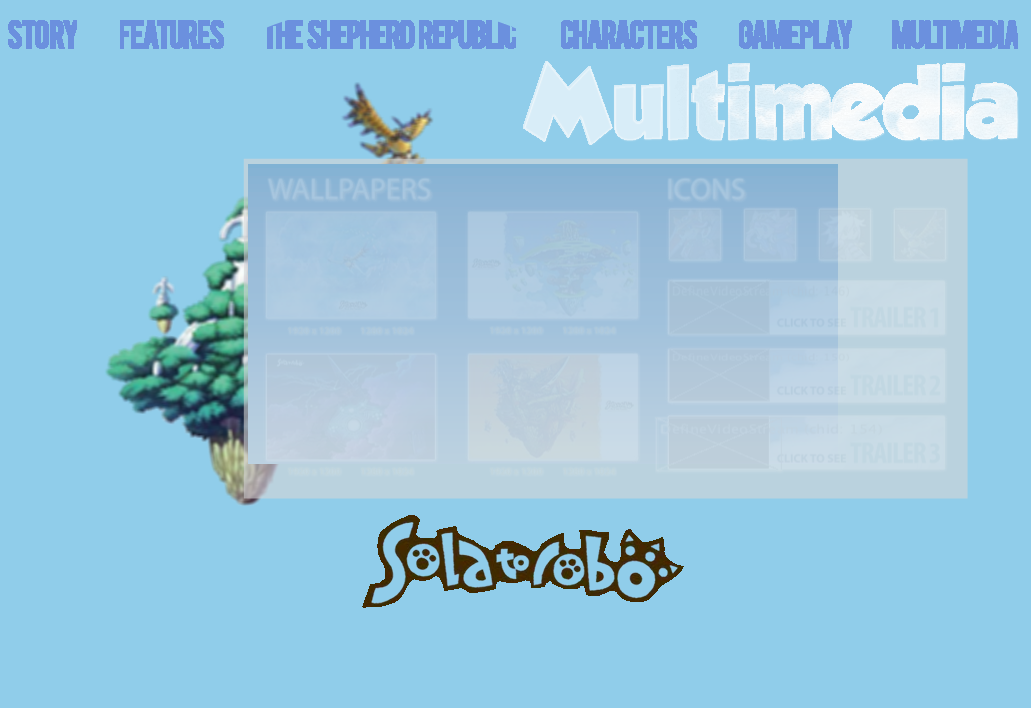 STORY FEATURES THE SHEPHERD REPUBLIC CHARACTERS GAMEPLAY MULTIMEDIA
Multimedia
WALLPAPERS ICONS
CLICK TO SEE TRAILER 1
CLICK TO SEE TRAILER 2
CLICK TO SEE TRAILER 3
Solatorobo